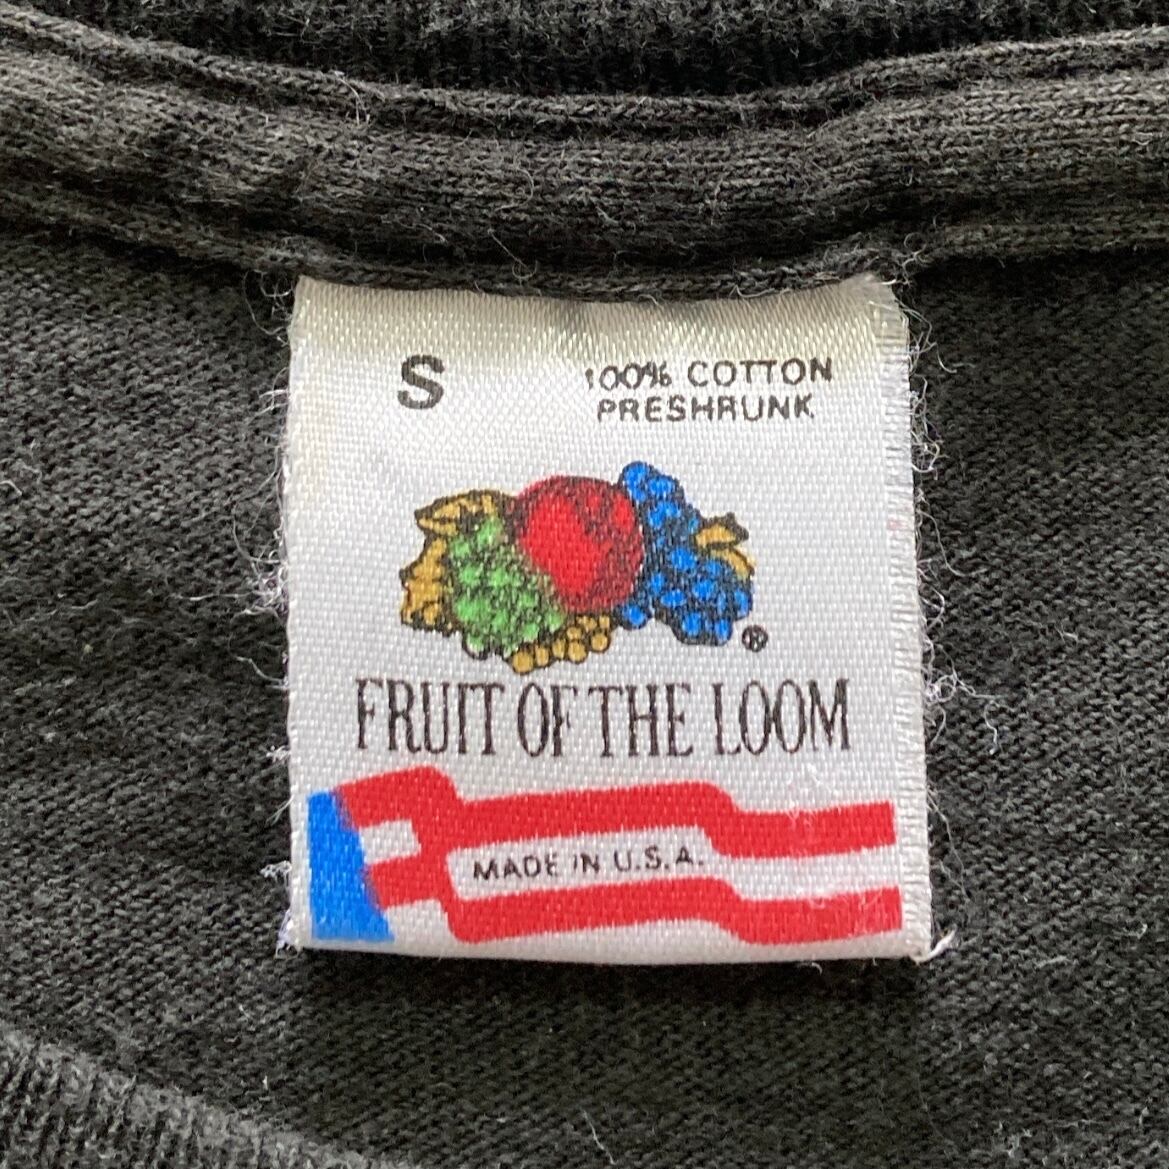 S
100% COTTON
PRESHRUNK
®
FRUIT OF THE LOOM
MADE IN U.S.A.